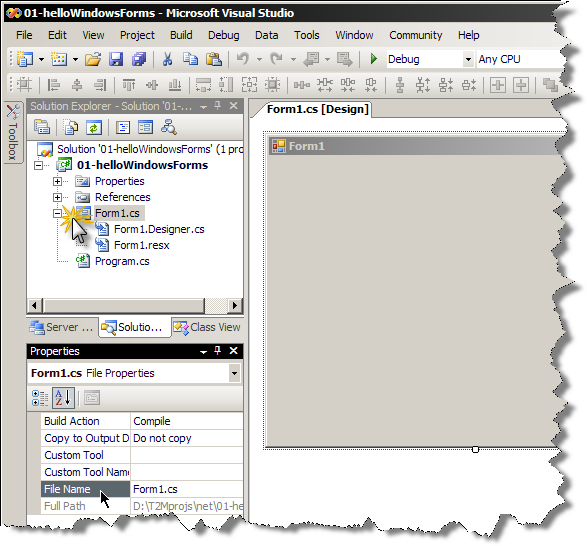 01-helloWindowsForms - Microsoft Visual Studio
File Edit View Project Build Debug Data Tools Window Community Help
Debug Any CPU
Toolbox
Solution Explorer - Solution '01-...
Solution '01-helloWindowsForms' (1 proj
01-helloWindowsForms
Properties
References
Form1.cs
Form1.Designer.cs
Form1.resx
Program.cs
Server ... Solutio... Class View
Properties
Form1.cs File Properties
Build Action Compile
Copy to Output D Do not copy
Custom Tool
Custom Tool Name
File Name Form1.cs
Full Path D:\T2Mprojs\net\01-he
Form1.cs [Design]
Form1